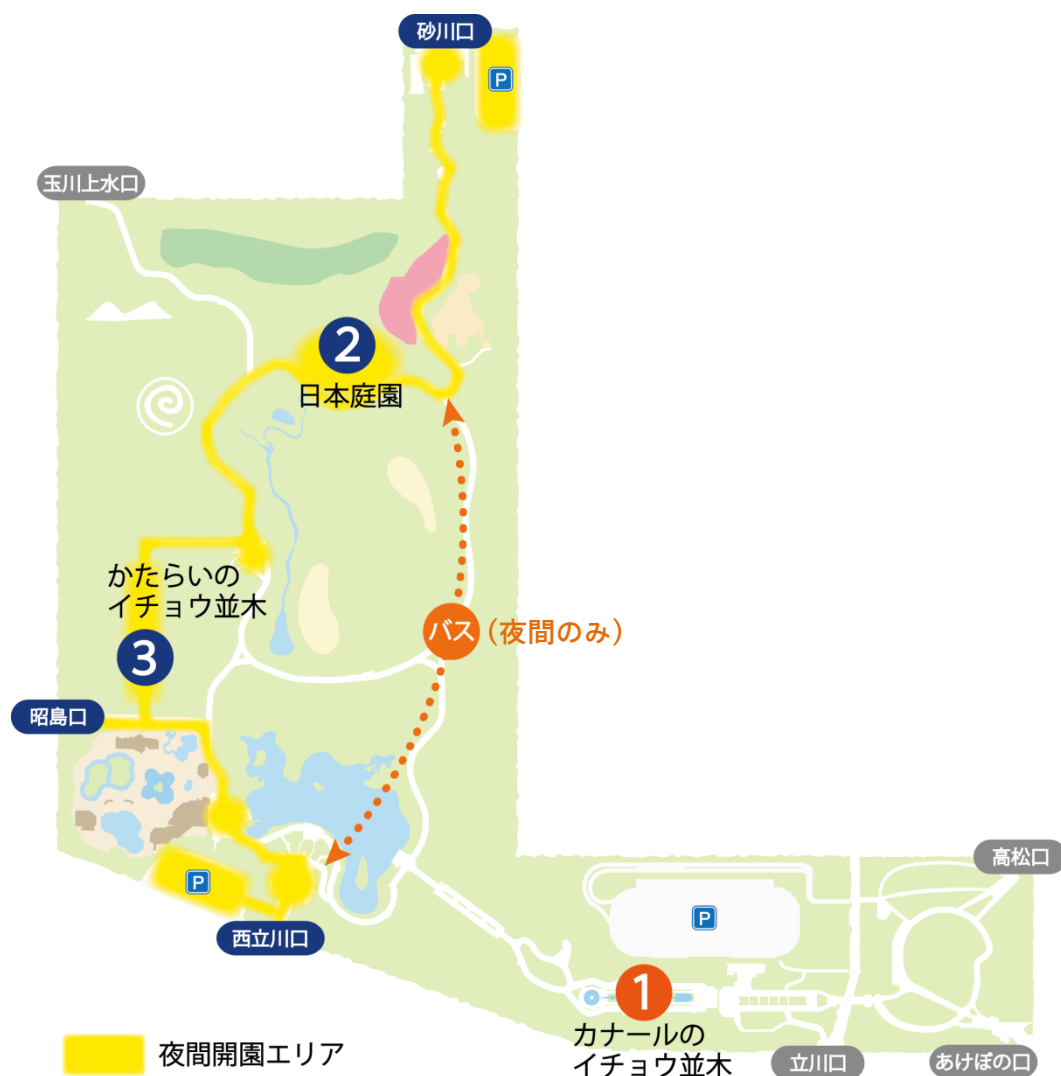 砂川口
P
玉川上水口
2
日本庭園
かたらいの
イチョウ並木
バス (夜間のみ)
3
昭島口
P
西立川口
高松口
P
1
カナールの
イチョウ並木
立川口
あけぼの口
夜間開園エリア